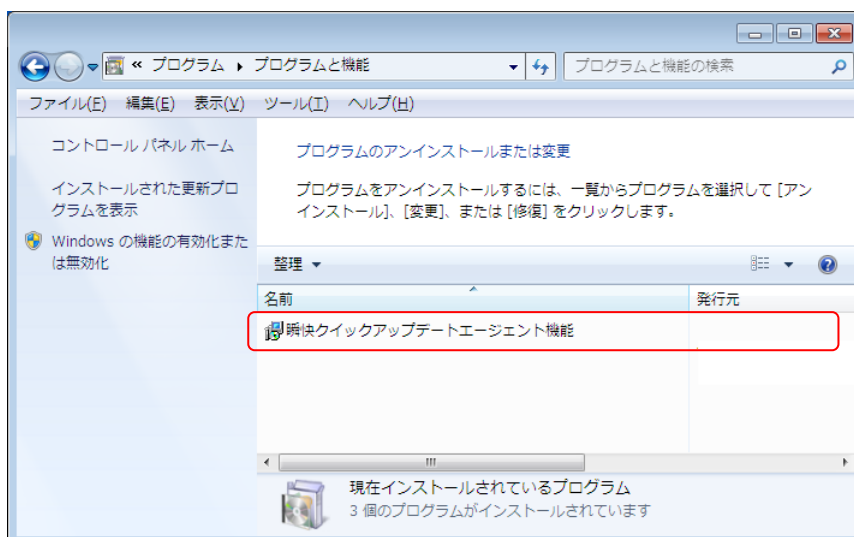 « プログラム ▸ プログラムと機能
プログラムと機能の検索
ファイル(F) 編集(E) 表示(V) ツール(T) ヘルプ(H)
コントロール パネル ホーム
インストールされた更新プロ
グラムを表示
Windows の機能の有効化また
は無効化
プログラムのアンインストールまたは変更
プログラムをアンインストールするには、一覧からプログラムを選択して [アン
インストール]、[変更]、または [修復] をクリックします。
整理
名前 発行元
瞬快クイックアップデートエージェント機能
現在インストールされているプログラム
3 個のプログラムがインストールされています